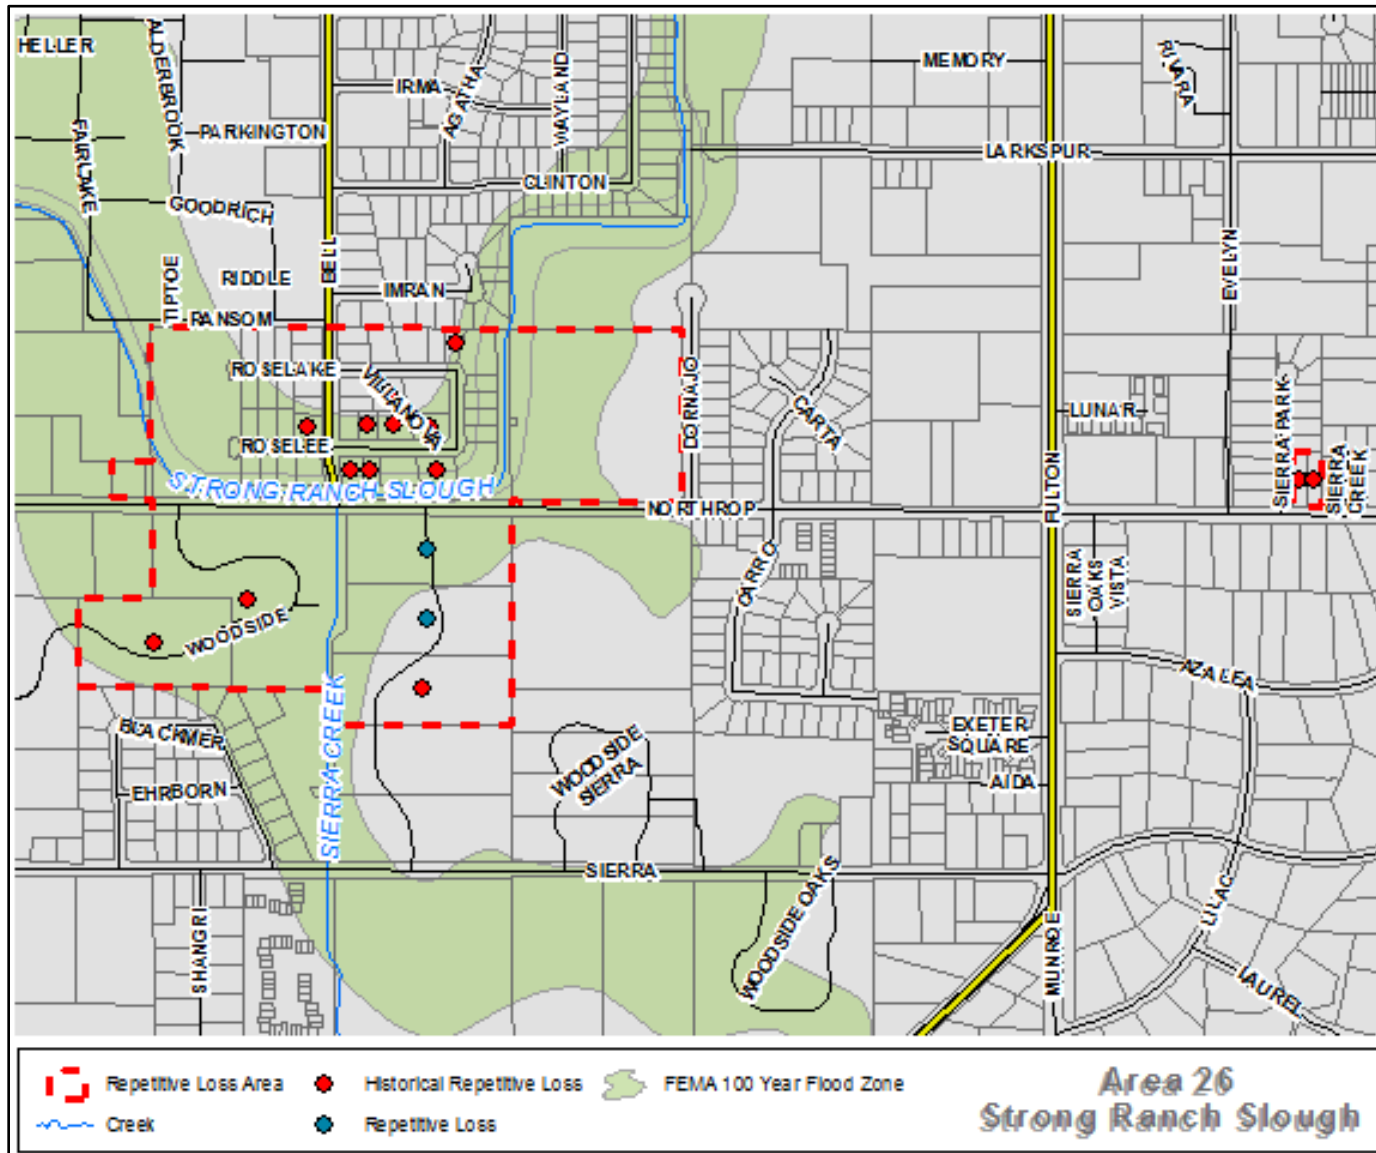 HELLER
ALDERBROOK
FAIRLAKE
PARKINGTON
GOODRICH
TIPTOE
RIDDLE
RANSOM
BELL
IRMA
AGATHA
WAYLAND
CLINTON
IMRAN
MEMORY
RIVARA
LARKSPUR
EVELYN
ROSELAKE
VILLANOVA
ROSELEE
STRONG RANCH SLOUGH
DORNAJO
CARTA
LUNAR
FULTON
SIERRA PARK
SIERRA
CREEK
NORTHROP
CARRO
SIERRA
OAKS
VISTA
WOODSIDE
SIERRA CREEK
AZALEA
BLACKMER
EHRBORN
WOODSIDE
SIERRA
EXETER
SQUARE
AIDA
SIERRA
SHANGRI
WOODSIDE OAKS
MUNROE
LILAC
LAUREL
Repetitive Loss Area
Historical Repetitive Loss
FEMA 100 Year Flood Zone
Creek
Repetitive Loss
Area 26
Strong Ranch Slough